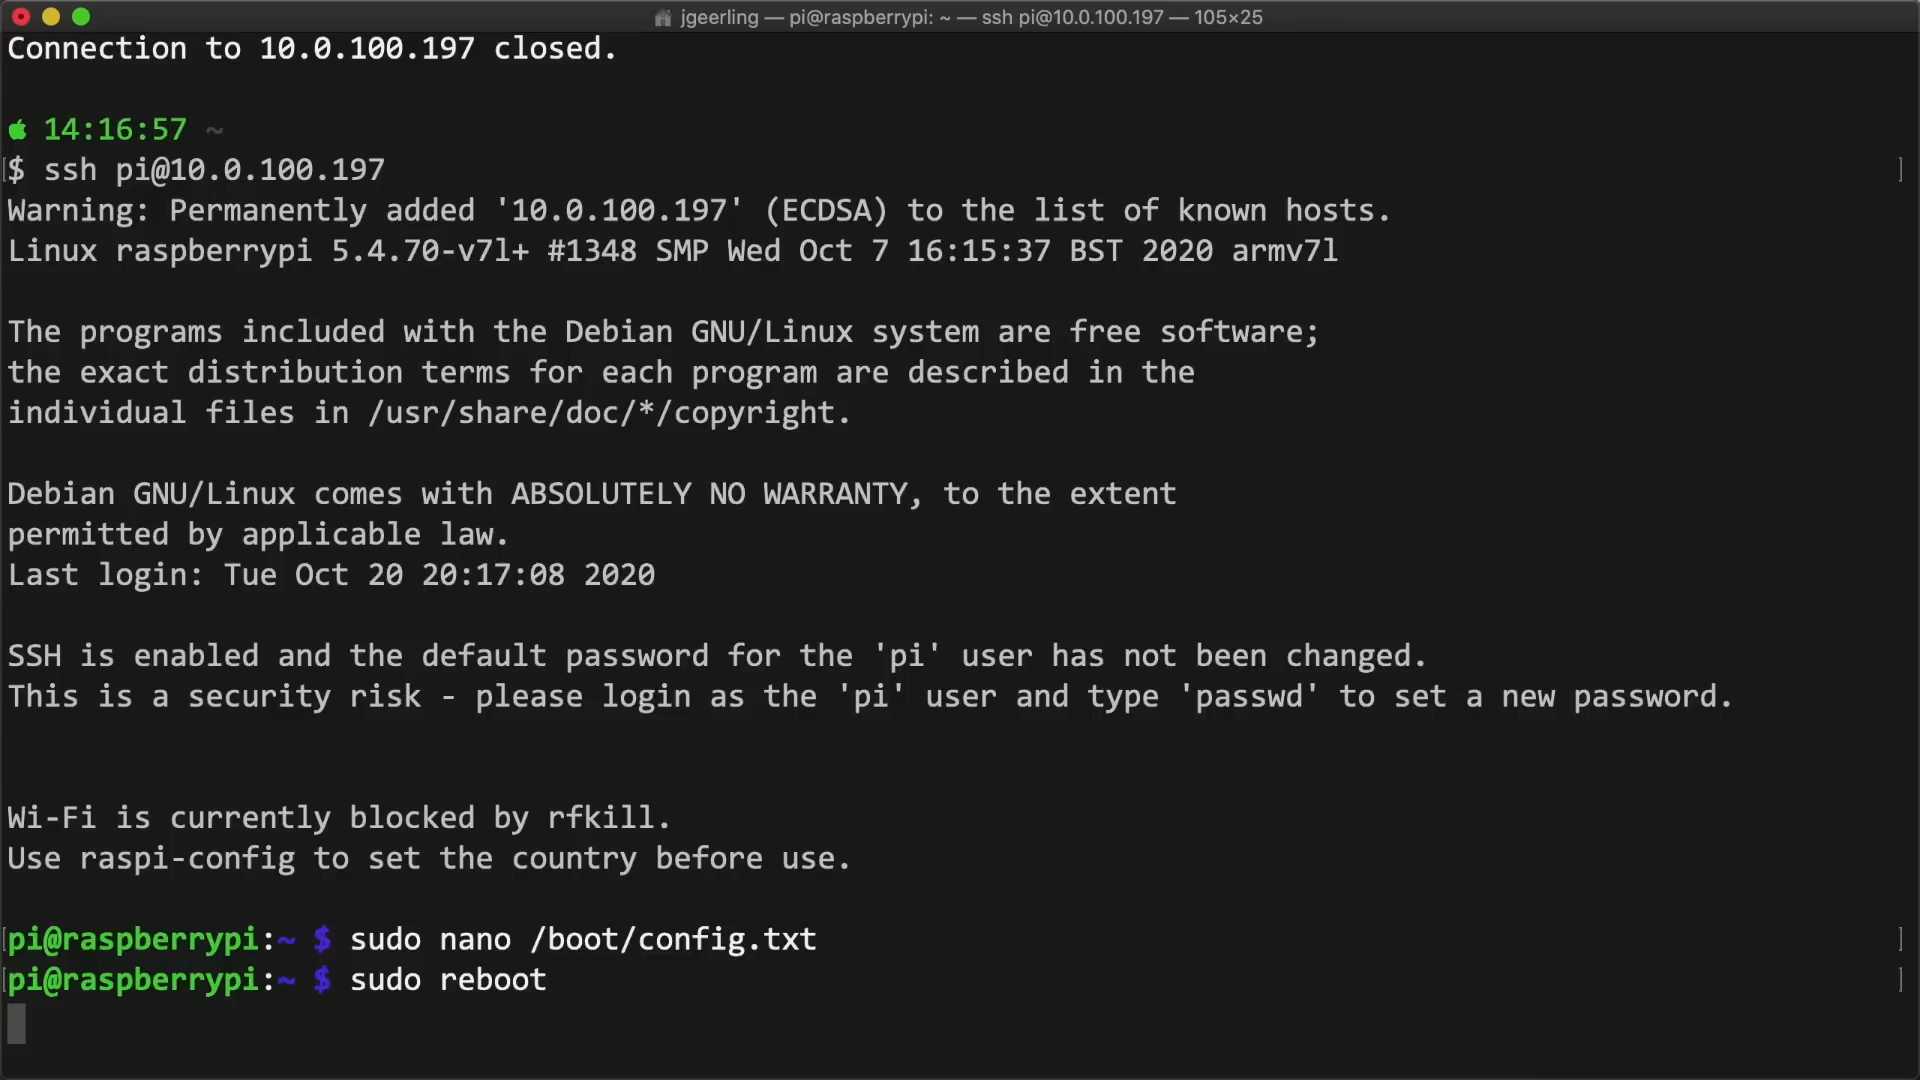 jgeerling — pi@raspberrypi: ~ — ssh pi@10.0.100.197 — 105×25
Connection to 10.0.100.197 closed.
14:16:57 ~
[$ ssh pi@10.0.100.197 ]
Warning: Permanently added '10.0.100.197' (ECDSA) to the list of known hosts.
Linux raspberrypi 5.4.70-v7l+ #1348 SMP Wed Oct 7 16:15:37 BST 2020 armv7l
The programs included with the Debian GNU/Linux system are free software;
the exact distribution terms for each program are described in the
individual files in /usr/share/doc/*/copyright.
Debian GNU/Linux comes with ABSOLUTELY NO WARRANTY, to the extent
permitted by applicable law.
Last login: Tue Oct 20 20:17:08 2020
SSH is enabled and the default password for the 'pi' user has not been changed.
This is a security risk - please login as the 'pi' user and type 'passwd' to set a new password.
Wi-Fi is currently blocked by rfkill.
Use raspi-config to set the country before use.
[pi@raspberrypi:~ $ sudo nano /boot/config.txt ]
[pi@raspberrypi:~ $ sudo reboot ]